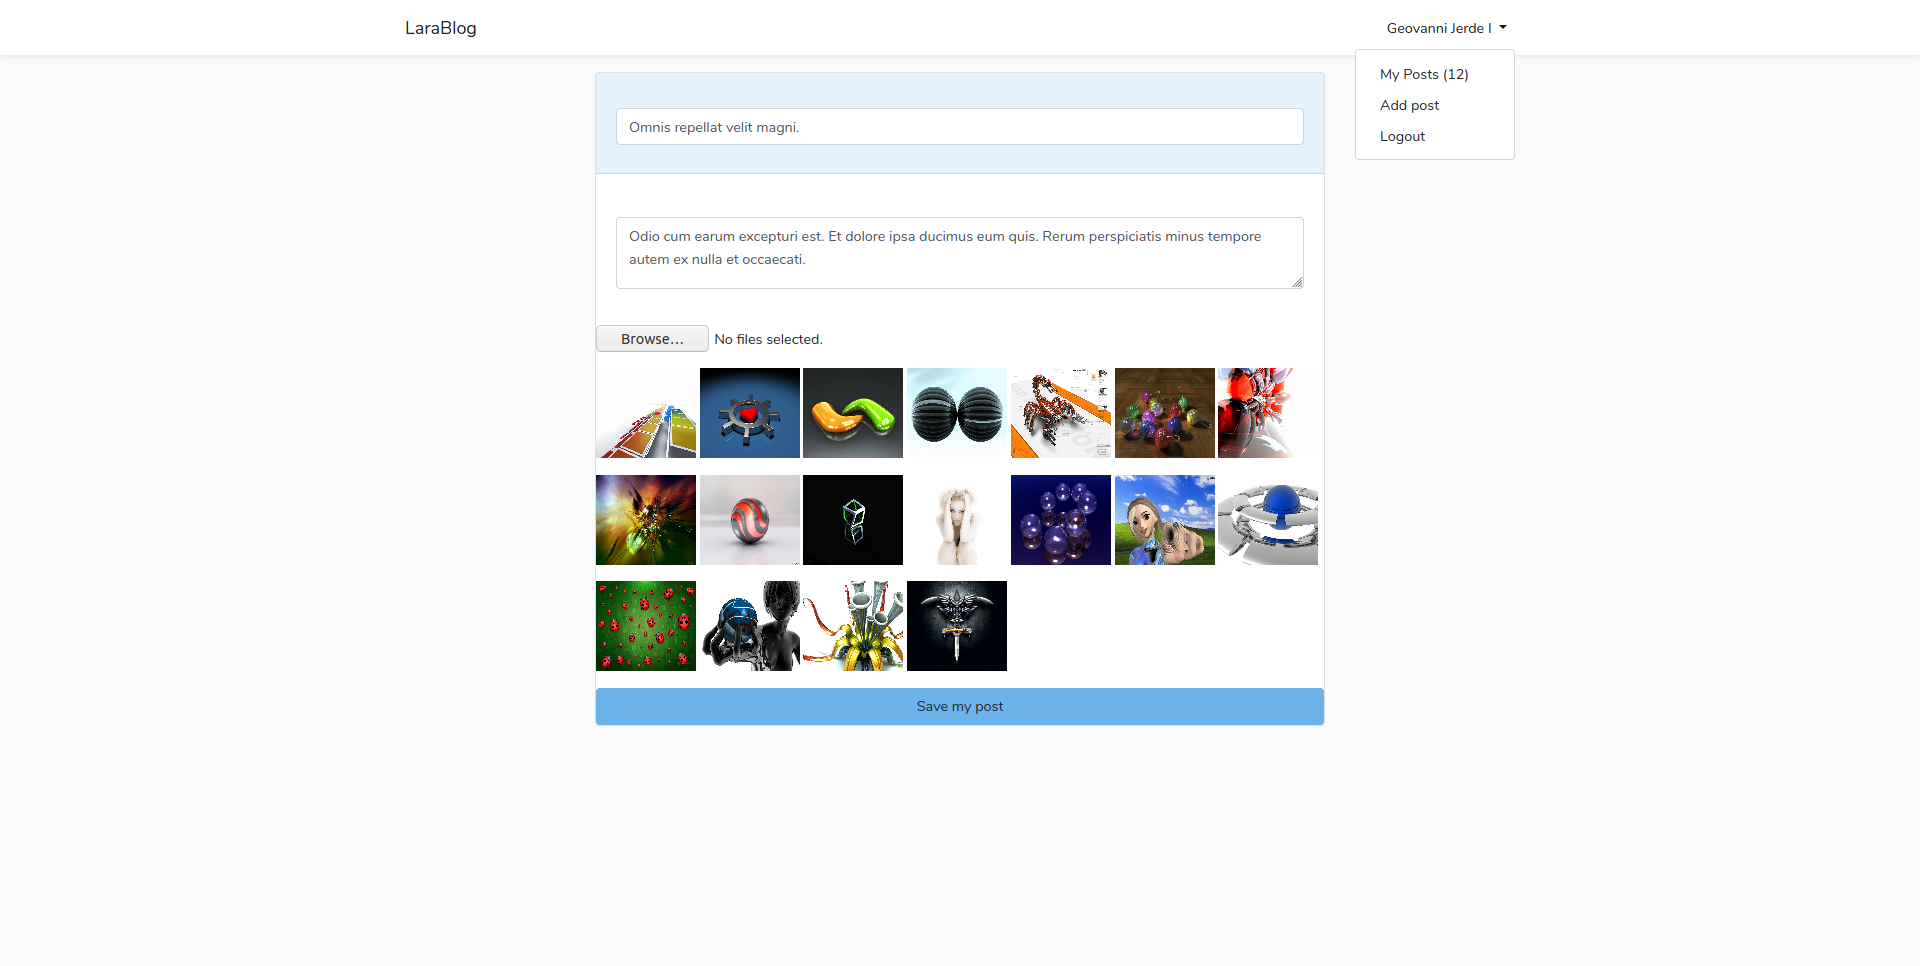 LaraBlog
Geovanni Jerde I
My Posts (12)
Add post
Logout
Omnis repellat velit magni.
Odio cum earum excepturi est. Et dolore ipsa ducimus eum quis. Rerum perspiciatis minus tempore
autem ex nulla et occaecati.
Browse...
No files selected.
Save my post